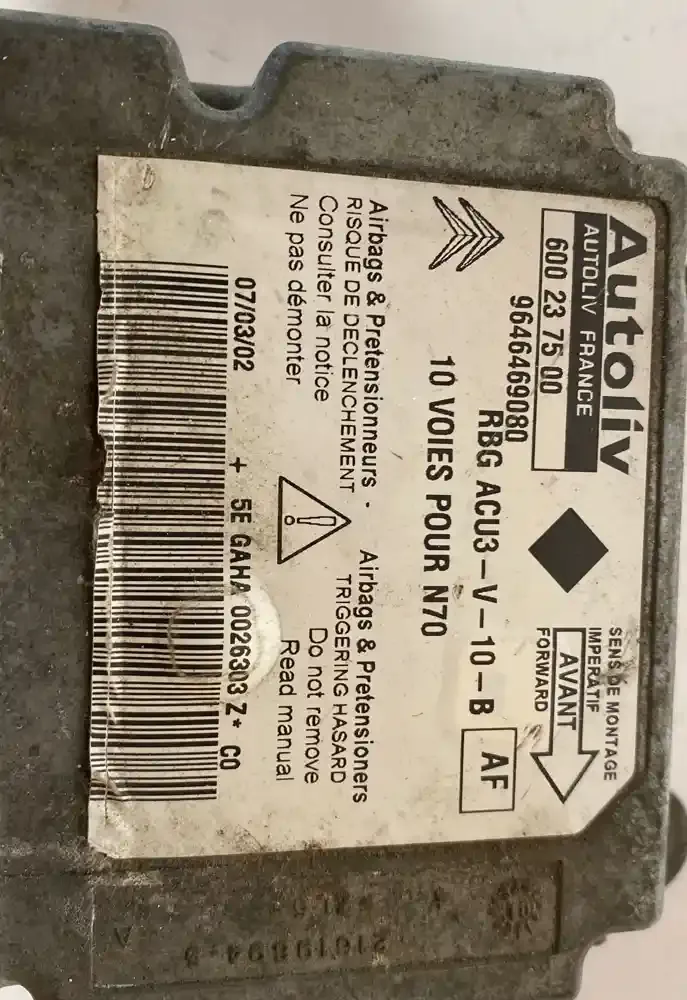 Autoliv
AUTOLIV FRANCE
600 23 75 00
9646469080
SENS DE MONTAGE
IMPERATIF
AVANT
FORWARD
RBG ACU3-V-10-B AF
10 VOIES POUR N70
Airbags & Pretensionneurs - Airbags & Pretensioners
RISQUE DE DECLENCHEMENT TRIGGERING HASARD
Consulter la notice Do not remove
Ne pas démonter Read manual
07/03/02 + 5E GAHA 0026303 Z* C0
A